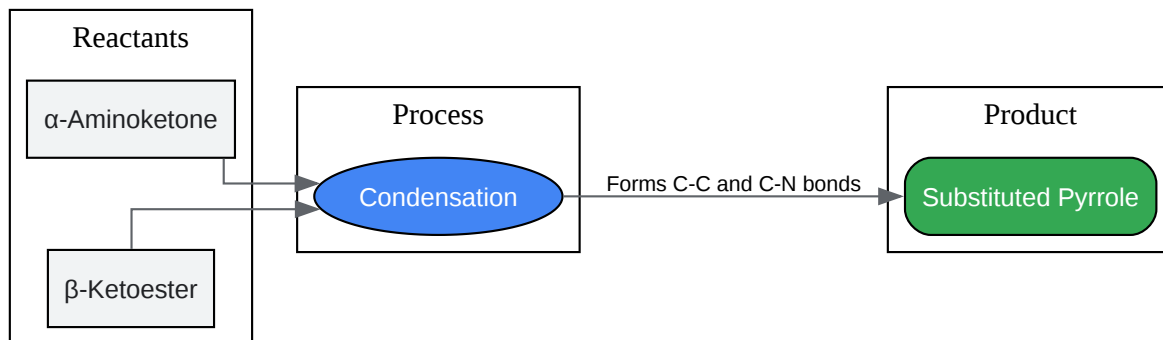 Reactants
α-Aminoketone
β-Ketoester
Process
Condensation
Forms C-C and C-N bonds
Product
Substituted Pyrrole